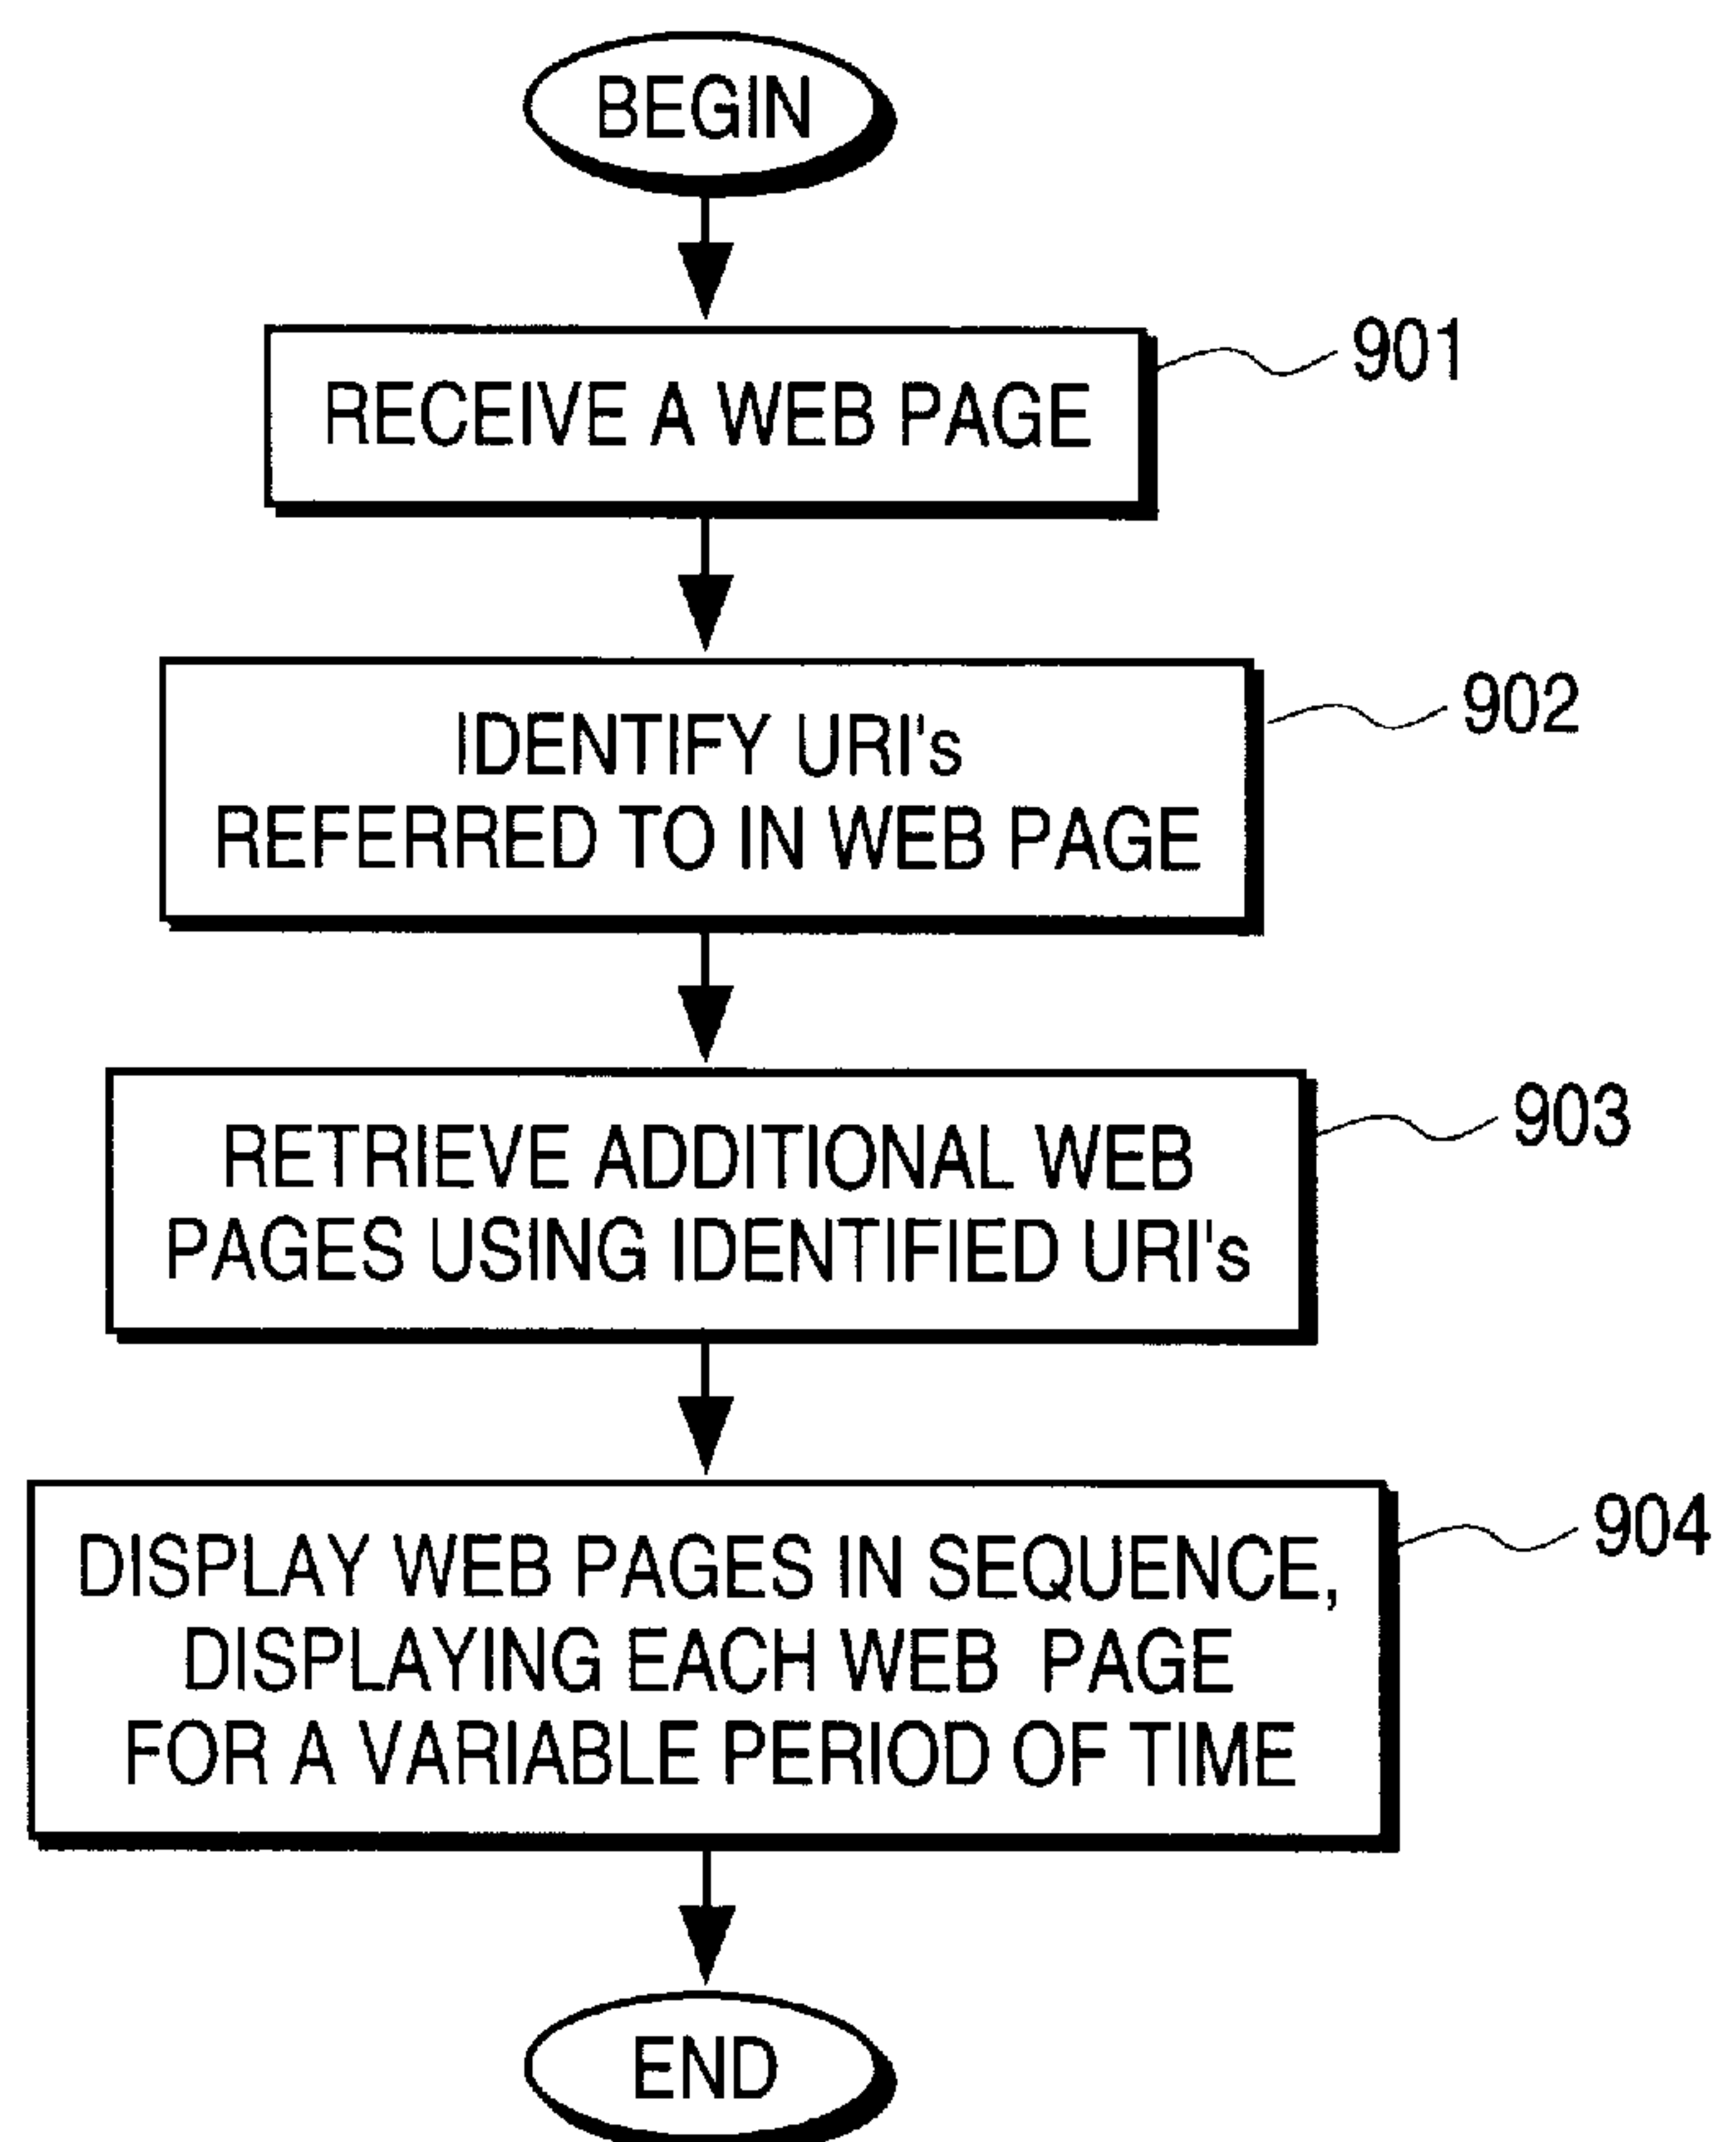 BEGIN
RECEIVE A WEB PAGE
901
IDENTIFY URI's
REFERRED TO IN WEB PAGE
902
RETRIEVE ADDITIONAL WEB
PAGES USING IDENTIFIED URI's
903
DISPLAY WEB PAGES IN SEQUENCE,
DISPLAYING EACH WEB PAGE
FOR A VARIABLE PERIOD OF TIME
904
END